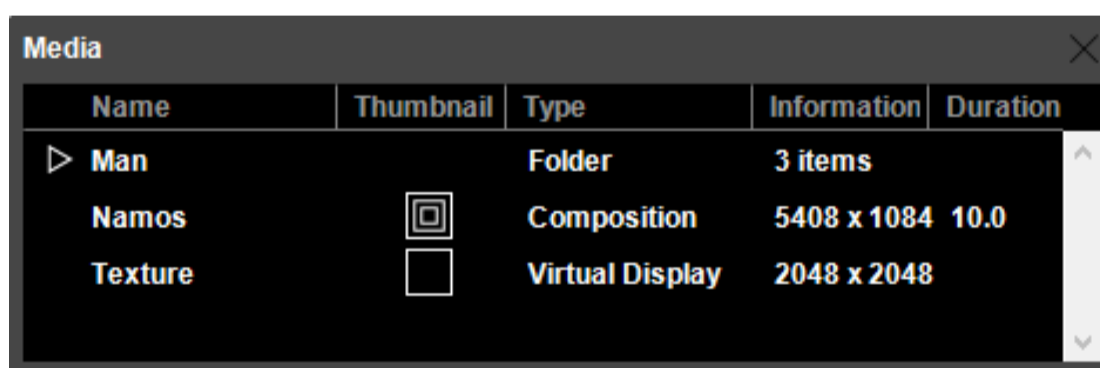 Media
Name Thumbnail Type Information Duration
Man Folder 3 items
Namos Composition 5408 x 1084 10.0
Texture Virtual Display 2048 x 2048